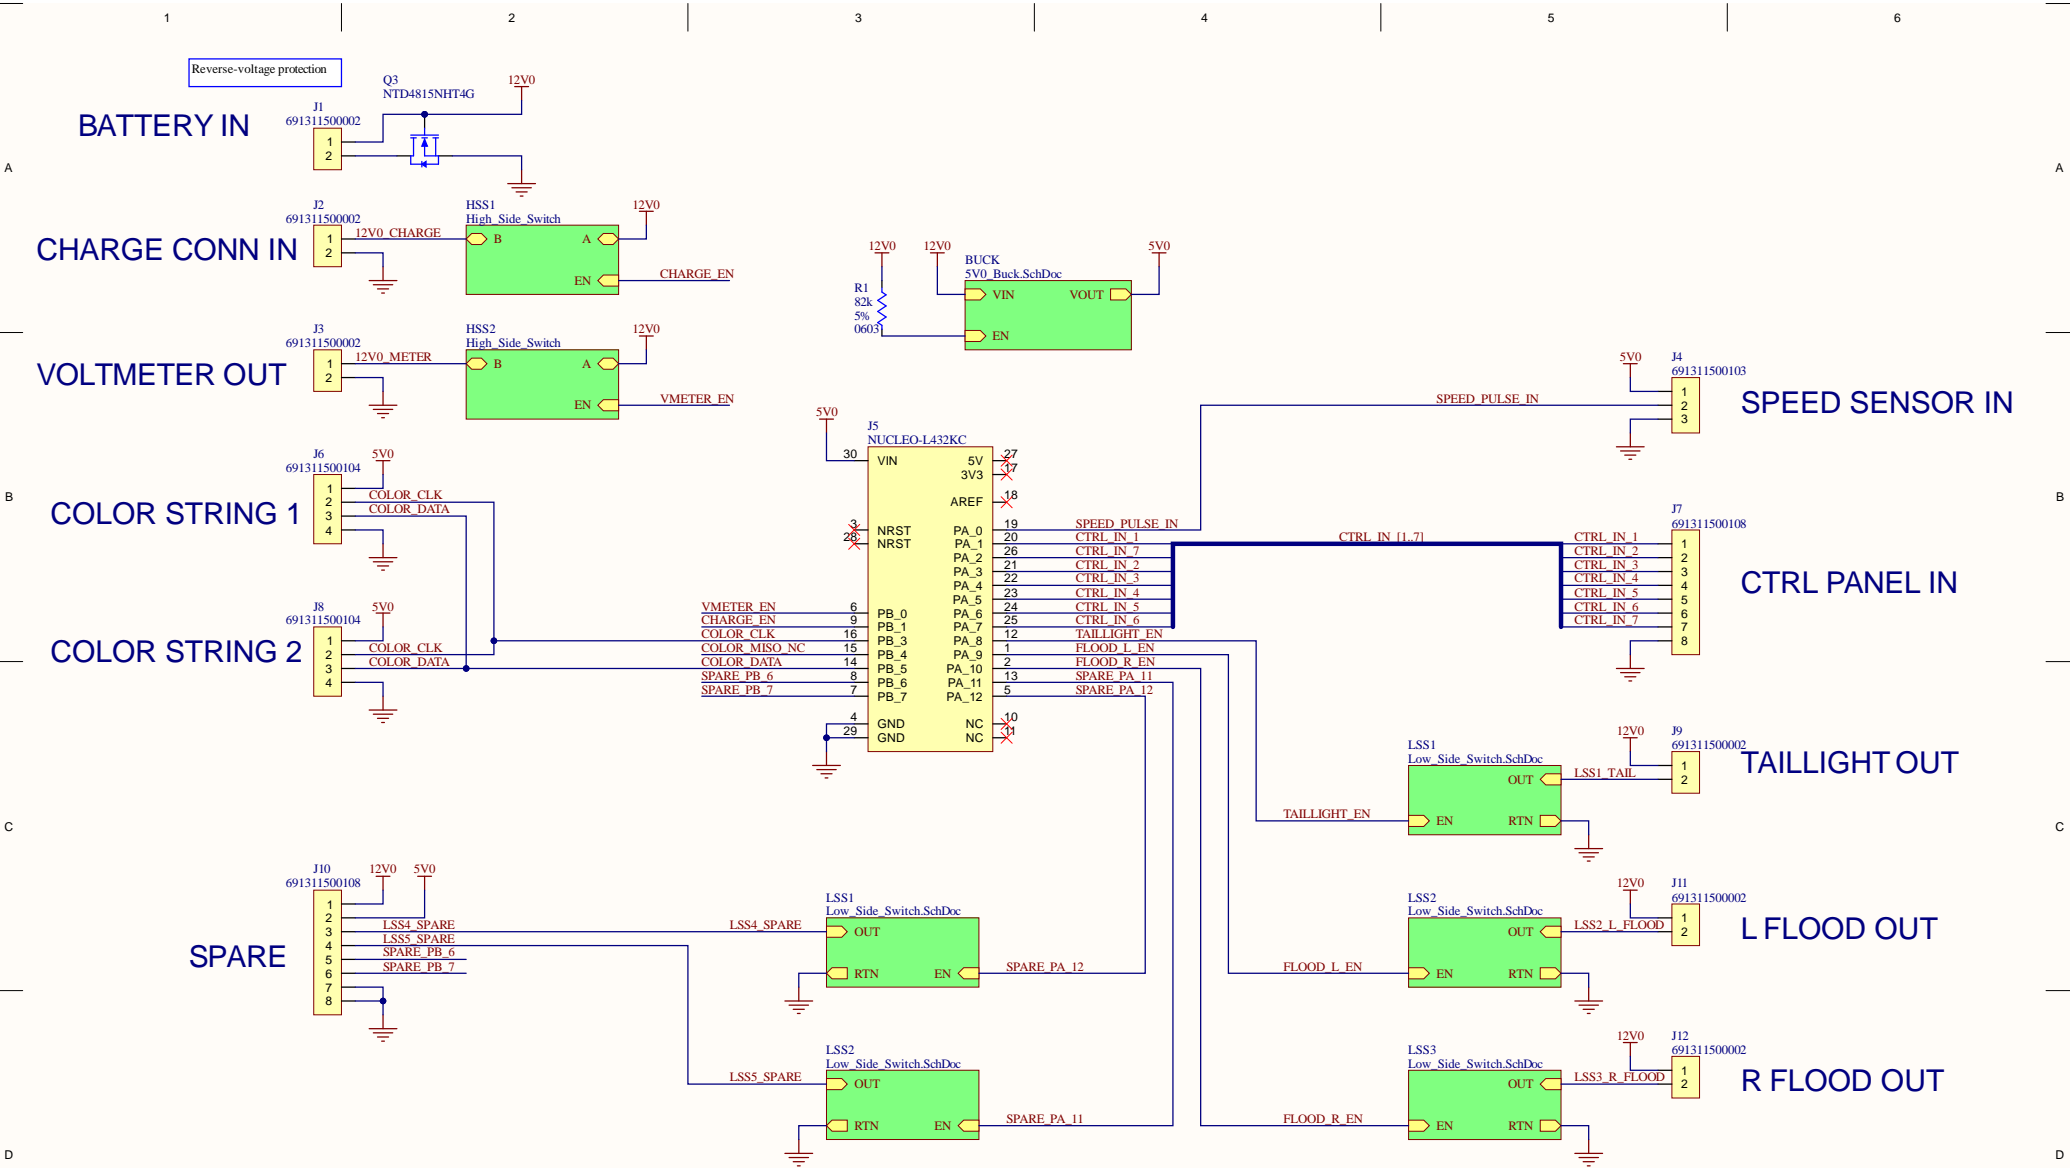 1 2 3 4 5 6
Reverse-voltage protection
Q3
NTD4815NHT4G
12V0
BATTERY IN
J1
691311500002
1
2
A
A
CHARGE CONN IN
J2
691311500002
1
2
12V0_CHARGE
HSS1
High_Side_Switch
B
A
EN
12V0
CHARGE_EN
12V0
R1
82k
5%
0603
12V0
BUCK
5V0_Buck.SchDoc
VIN
VOUT
EN
5V0
VOLTMETER OUT
J3
691311500002
1
2
12V0_METER
HSS2
High_Side_Switch
B
A
EN
12V0
VMETER_EN
5V0
J4
691311500103
1
2
3
SPEED_PULSE_IN
SPEED SENSOR IN
B
B
COLOR STRING 1
J6
691311500104
1
2
3
4
5V0
COLOR_CLK
COLOR_DATA
COLOR STRING 2
J8
691311500104
1
2
3
4
5V0
COLOR_CLK
COLOR_DATA
5V0
J5
NUCLEO-L432KC
30 VIN
3 NRST
28 NRST
VMETER_EN 6 PB_0
CHARGE_EN 9 PB_1
COLOR_CLK 16 PB_3
COLOR_MISO_NC 15 PB_4
COLOR_DATA 14 PB_5
SPARE_PB_6 8 PB_6
SPARE_PB_7 7 PB_7
4 GND
29 GND
5V 27
3V3 17
AREF 18
PA_0 19 SPEED_PULSE_IN
PA_1 20 CTRL_IN_1
PA_2 26 CTRL_IN_7
PA_3 21 CTRL_IN_2
PA_4 22 CTRL_IN_3
PA_5 23 CTRL_IN_4
PA_6 24 CTRL_IN_5
PA_7 25 CTRL_IN_6
PA_8 12 TAILLIGHT_EN
PA_9 1 FLOOD_L_EN
PA_10 2 FLOOD_R_EN
PA_11 13 SPARE_PA_11
PA_12 5 SPARE_PA_12
NC 10
NC 11
CTRL_IN_[1..7]
J7
691311500108
CTRL_IN_1 1
CTRL_IN_2 2
CTRL_IN_3 3
CTRL_IN_4 4
CTRL_IN_5 5
CTRL_IN_6 6
CTRL_IN_7 7
8
CTRL PANEL IN
LSS1
Low_Side_Switch.SchDoc
OUT
EN
RTN
TAILLIGHT_EN
LSS1_TAIL
12V0
J9
691311500002
1
2
TAILLIGHT OUT
C
C
SPARE
J10
691311500108
12V0
5V0
1
2
3 LSS4_SPARE
4 LSS5_SPARE
5 SPARE_PB_6
6 SPARE_PB_7
7
8
LSS4_SPARE
LSS1
Low_Side_Switch.SchDoc
OUT
RTN
EN
SPARE_PA_12
LSS2
Low_Side_Switch.SchDoc
OUT
EN
RTN
FLOOD_L_EN
LSS2_L_FLOOD
12V0
J11
691311500002
1
2
L FLOOD OUT
LSS5_SPARE
LSS2
Low_Side_Switch.SchDoc
OUT
RTN
EN
SPARE_PA_11
LSS3
Low_Side_Switch.SchDoc
OUT
EN
RTN
FLOOD_R_EN
LSS3_R_FLOOD
12V0
J12
691311500002
1
2
R FLOOD OUT
D
D